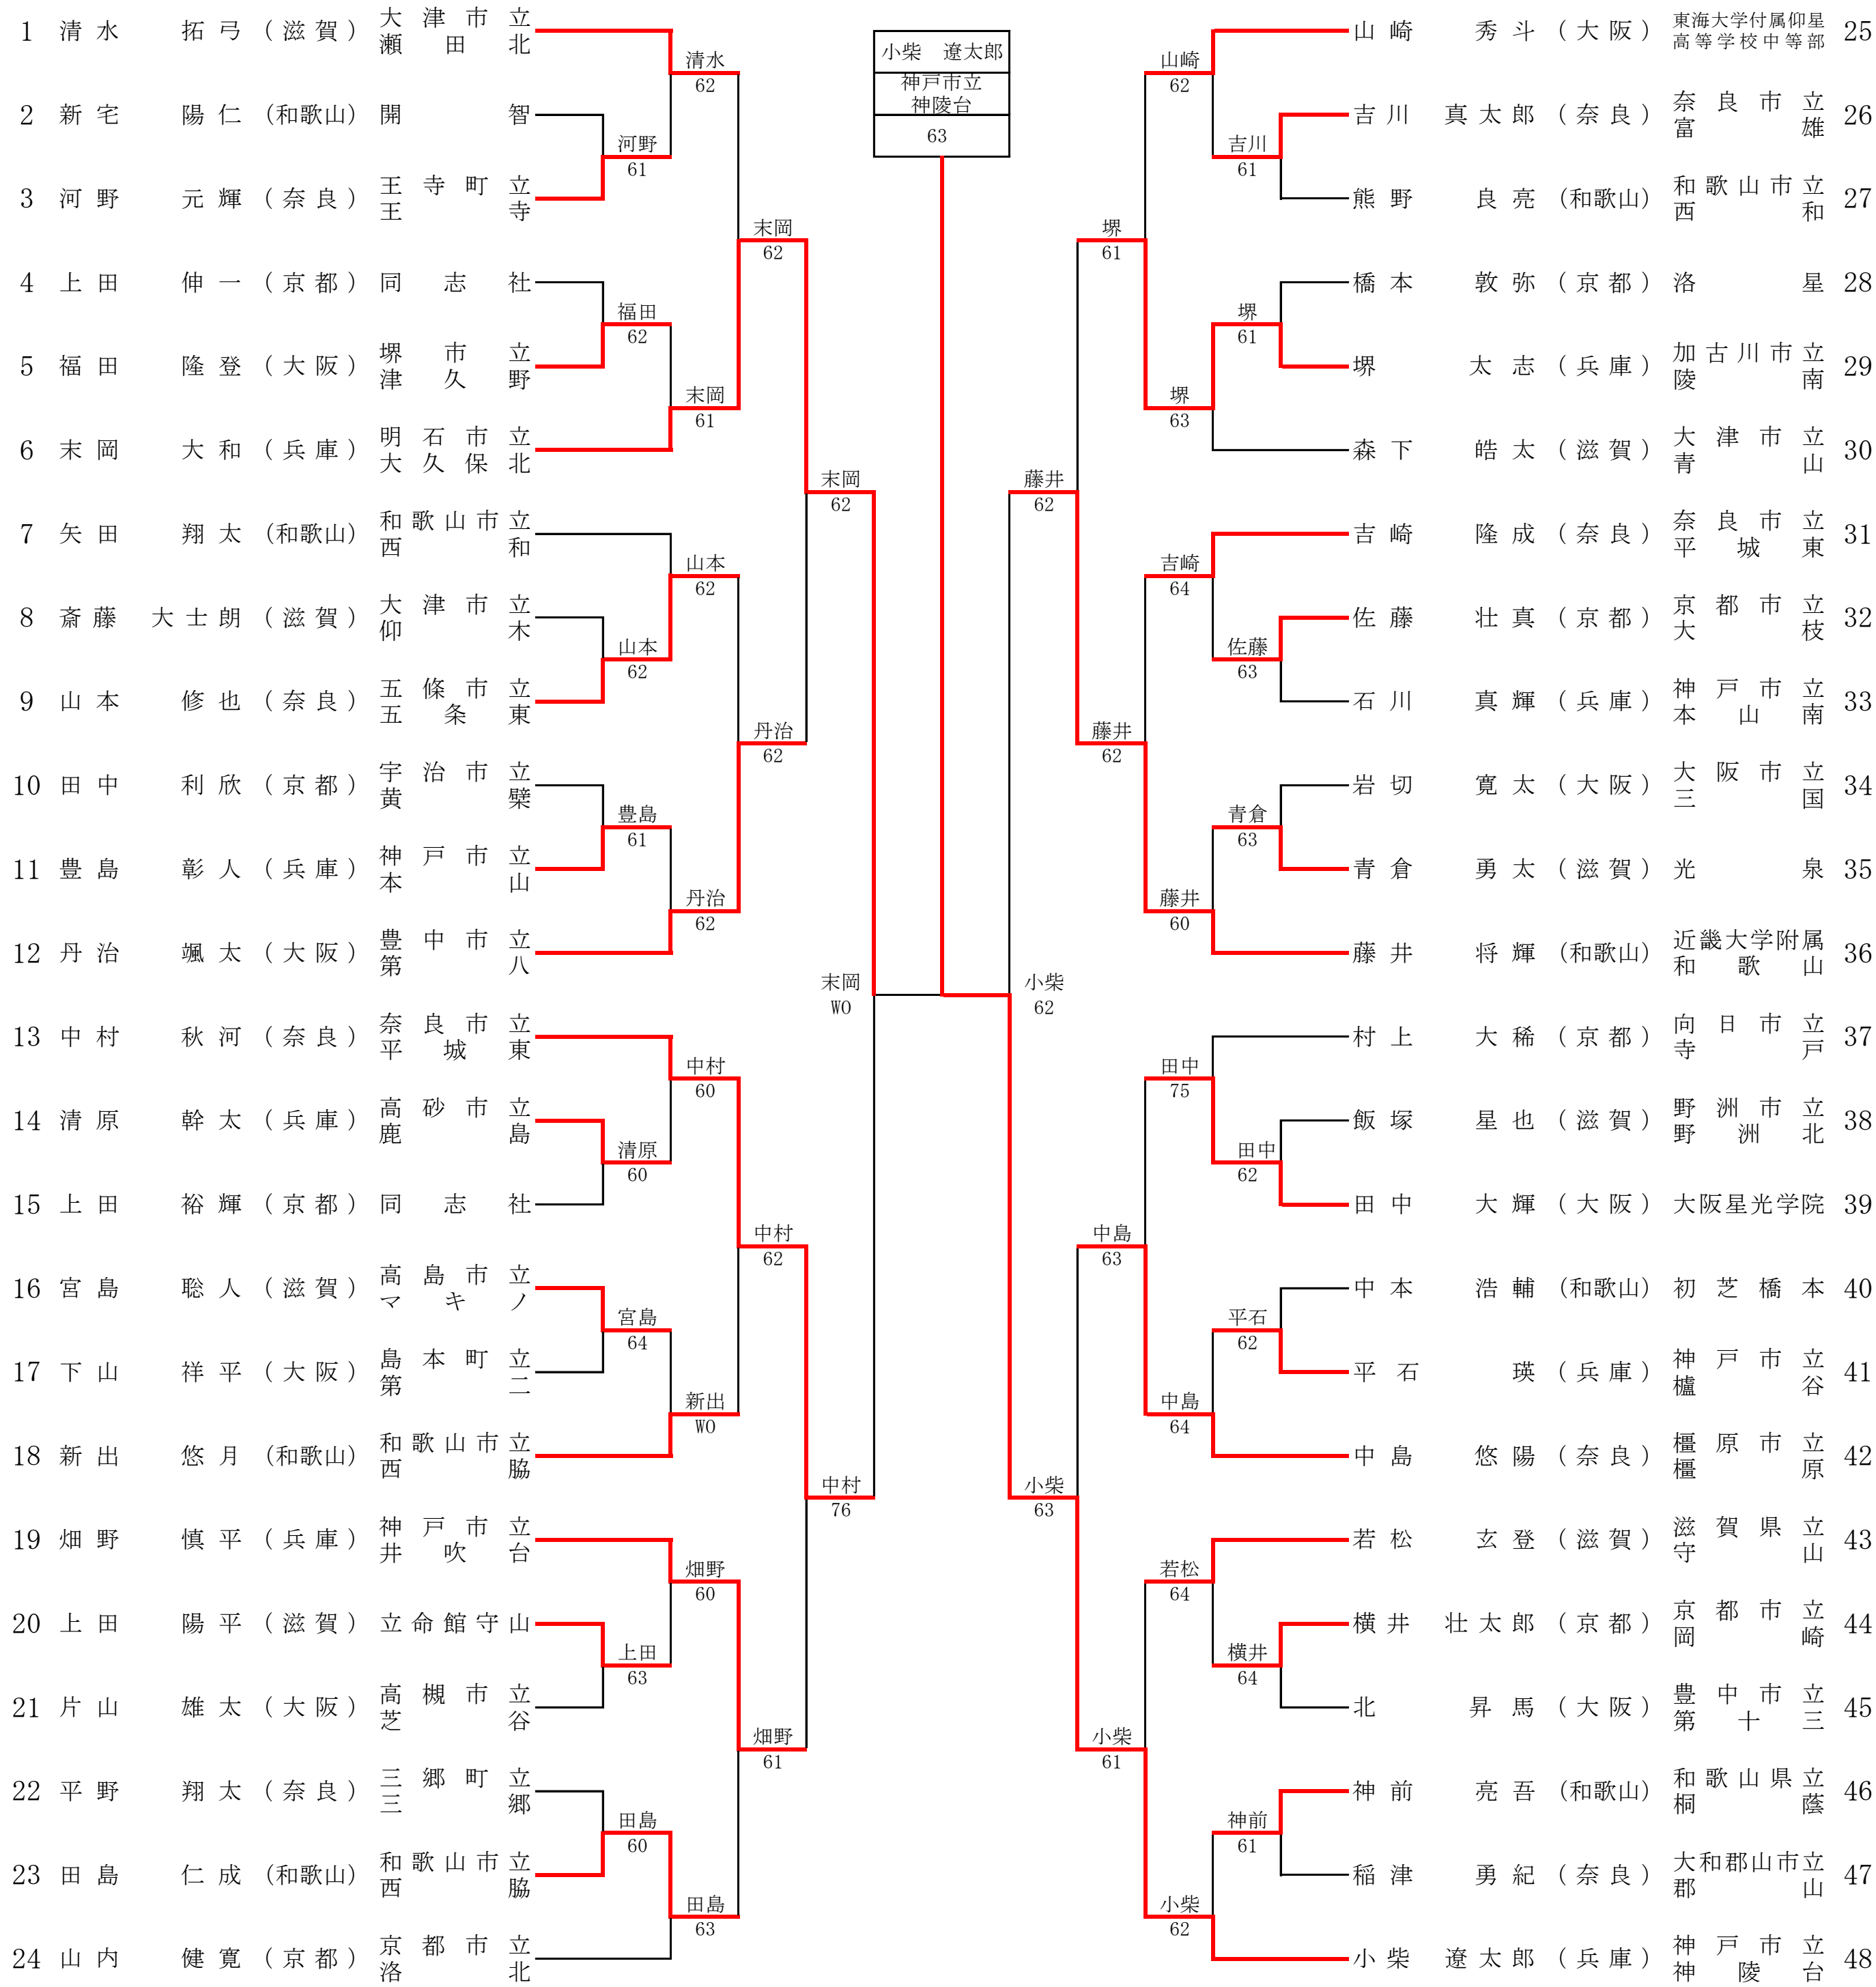 1 清水 拓弓 (滋賀) 大津市立
瀬田北
2 新宅 陽仁 (和歌山) 開智
3 河野 元輝 (奈良) 王寺町立
王寺
4 上田 伸一 (京都) 同志社
5 福田 隆登 (大阪) 堺市立
津久野
6 末岡 大和 (兵庫) 明石市立
大久保北
7 矢田 翔太 (和歌山) 和歌山市立
西和
8 斎藤 大士朗 (滋賀) 大津市立
仰木
9 山本 修也 (奈良) 五條市立
五条東
10 田中 利欣 (京都) 宇治市立
黄檗
11 豊島 彰人 (兵庫) 神戸市立
本山
12 丹治 颯太 (大阪) 豊中市立
第八
13 中村 秋河 (奈良) 奈良市立
平城東
14 清原 幹太 (兵庫) 高砂市立
鹿島
15 上田 裕輝 (京都) 同志社
16 宮島 聡人 (滋賀) 高島市立
マキノ
17 下山 祥平 (大阪) 島本町立
第二
18 新出 悠月 (和歌山) 和歌山市立
西脇
19 畑野 慎平 (兵庫) 神戸市立
井吹台
20 上田 陽平 (滋賀) 立命館守山
21 片山 雄太 (大阪) 高槻市立
芝谷
22 平野 翔太 (奈良) 三郷町立
三郷
23 田島 仁成 (和歌山) 和歌山市立
西脇
24 山内 健寛 (京都) 京都市立
洛北
河野
61
福田
62
山本
62
豊島
61
清原
60
宮島
64
上田
63
田島
60
清水
62
末岡
61
山本
62
丹治
62
中村
60
新出
WO
畑野
60
田島
63
末岡
62
丹治
62
中村
62
畑野
61
末岡
62
中村
76
末岡
WO
小柴 遼太郎
神戸市立
神陵台
63
小柴
62
藤井
62
小柴
63
堺
61
藤井
62
中島
63
小柴
61
山崎
62
堺
63
吉崎
64
藤井
60
田中
75
中島
64
若松
64
小柴
62
吉川
61
堺
61
佐藤
63
青倉
63
田中
62
平石
62
横井
64
神前
61
山崎 秀斗 (大阪) 東海大学付属仰星
高等学校中等部 25
吉川 真太郎 (奈良) 奈良市立
富雄 26
熊野 良亮 (和歌山) 和歌山市立
西和 27
橋本 敦弥 (京都) 洛星 28
堺 太志 (兵庫) 加古川市立
陵南 29
森下 皓太 (滋賀) 大津市立
青山 30
吉崎 隆成 (奈良) 奈良市立
平城東 31
佐藤 壮真 (京都) 京都市立
大枝 32
石川 真輝 (兵庫) 神戸市立
本山南 33
岩切 寛太 (大阪) 大阪市立
三国 34
青倉 勇太 (滋賀) 光泉 35
藤井 将輝 (和歌山) 近畿大学附属
和歌山 36
村上 大稀 (京都) 向日市立
寺戸 37
飯塚 星也 (滋賀) 野洲市立
野洲北 38
田中 大輝 (大阪) 大阪星光学院 39
中本 浩輔 (和歌山) 初芝橋本 40
平石 瑛 (兵庫) 神戸市立
櫨谷 41
中島 悠陽 (奈良) 橿原市立
橿原 42
若松 玄登 (滋賀) 滋賀県立
守山 43
横井 壮太郎 (京都) 京都市立
岡崎 44
北 昇馬 (大阪) 豊中市立
第十三 45
神前 亮吾 (和歌山) 和歌山県立
桐蔭 46
稲津 勇紀 (奈良) 大和郡山市立
郡山 47
小柴 遼太郎 (兵庫) 神戸市立
神陵台 48